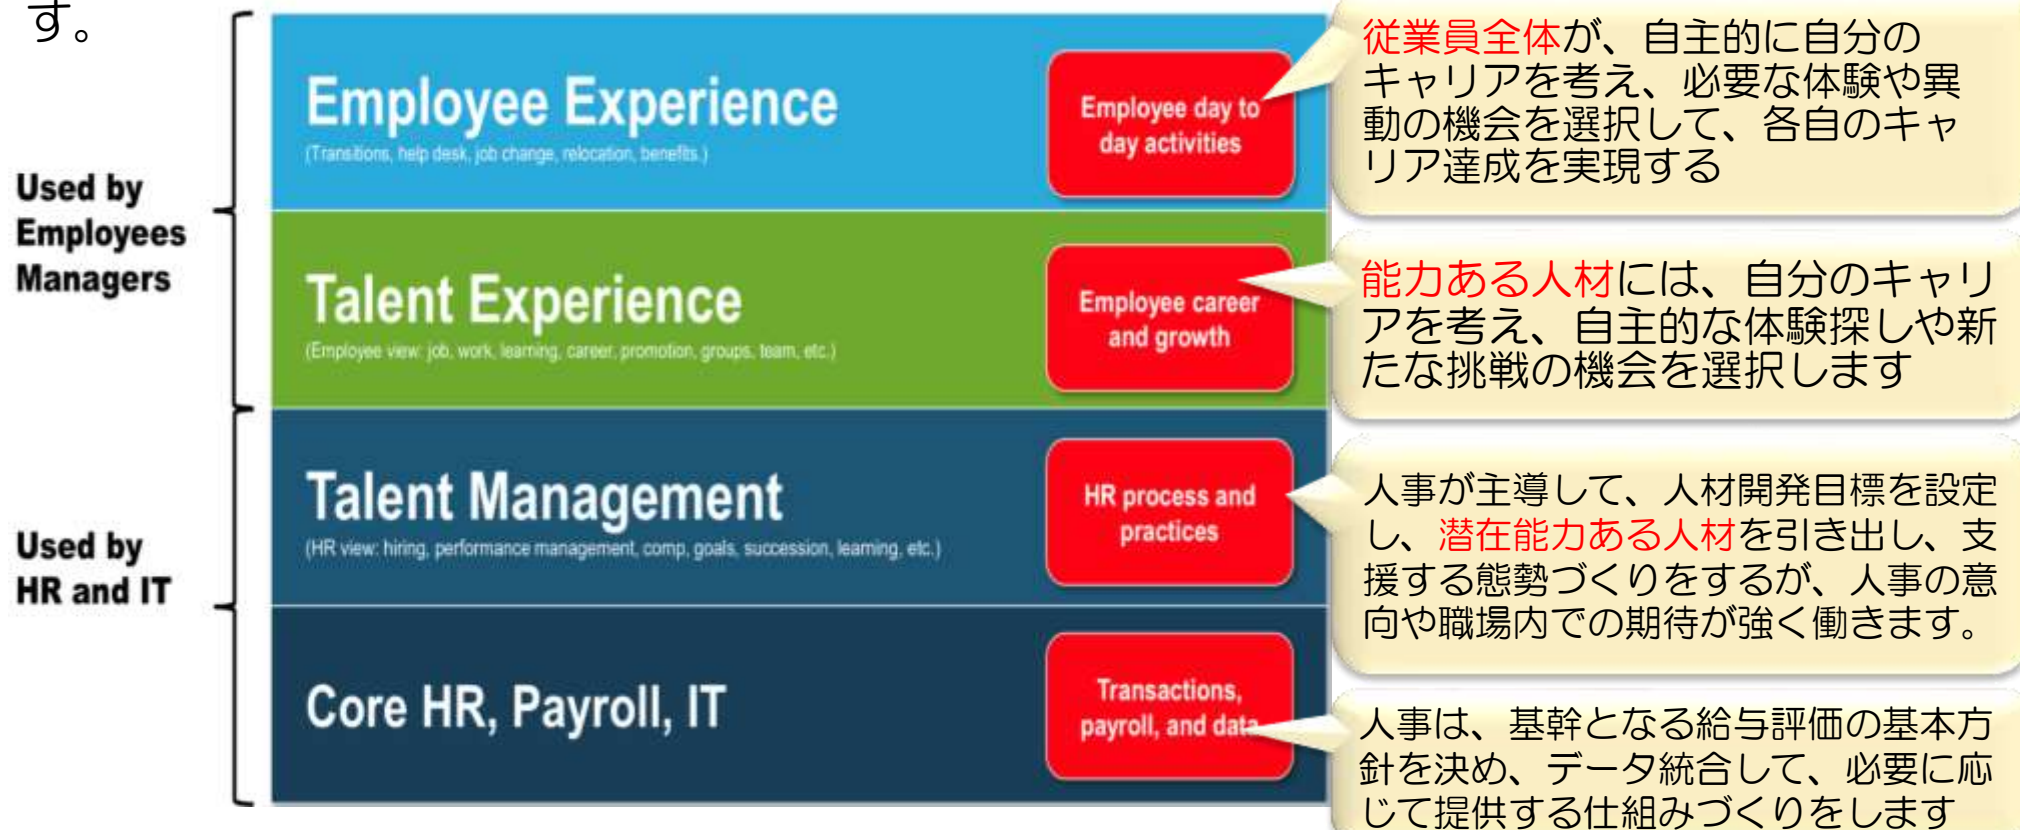 す。
Used by
Employees
Managers
Used by
HR and IT
Employee Experience
(Transitions, help desk, job change, relocation, benefits.)
Employee day to
day activities
従業員全体が、自主的に自分の
キャリアを考え、必要な体験や異
動の機会を選択して、各自のキャ
リア達成を実現する
Talent Experience
(Employee view: job, work, learning, career, promotion, groups, team, etc.)
Employee career
and growth
能力ある人材には、自分のキャリ
アを考え、自主的な体験探しや新
たな挑戦の機会を選択します
Talent Management
(HR view: hiring, performance management, comp, goals, succession, learning, etc.)
HR process and
practices
人事が主導して、人材開発目標を設定
し、潜在能力ある人材を引き出し、支
援する態勢づくりをするが、人事の意
向や職場内での期待が強く働きます。
Core HR, Payroll, IT
Transactions,
payroll, and data
人事は、基幹となる給与評価の基本方
針を決め、データ統合して、必要に応
じて提供する仕組みづくりをします